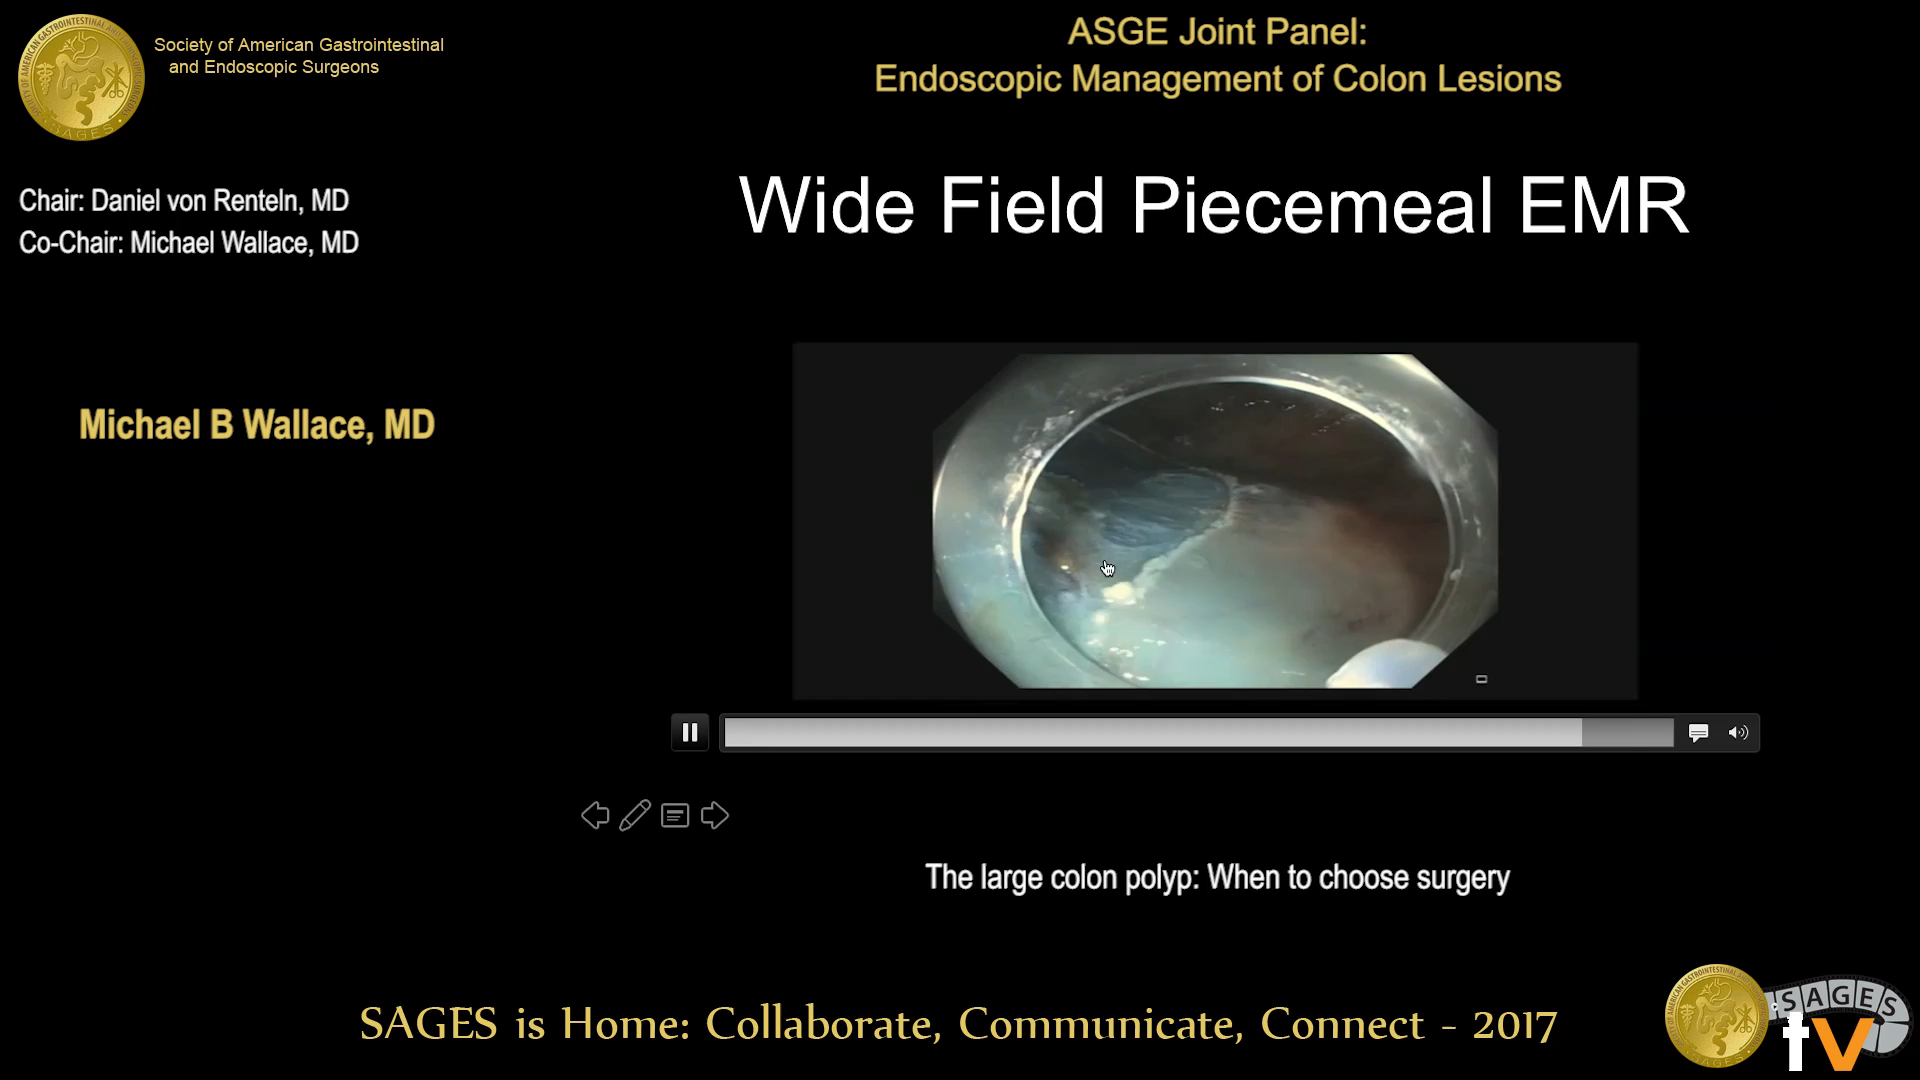 Society of American Gastrointestinal
and Endoscopic Surgeons
ASGE Joint Panel:
Endoscopic Management of Colon Lesions
Chair: Daniel von Renteln, MD
Co-Chair: Michael Wallace, MD
Wide Field Piecemeal EMR
Michael B Wallace, MD
The large colon polyp: When to choose surgery
SAGES is Home: Collaborate, Communicate, Connect - 2017
SAGES
tv